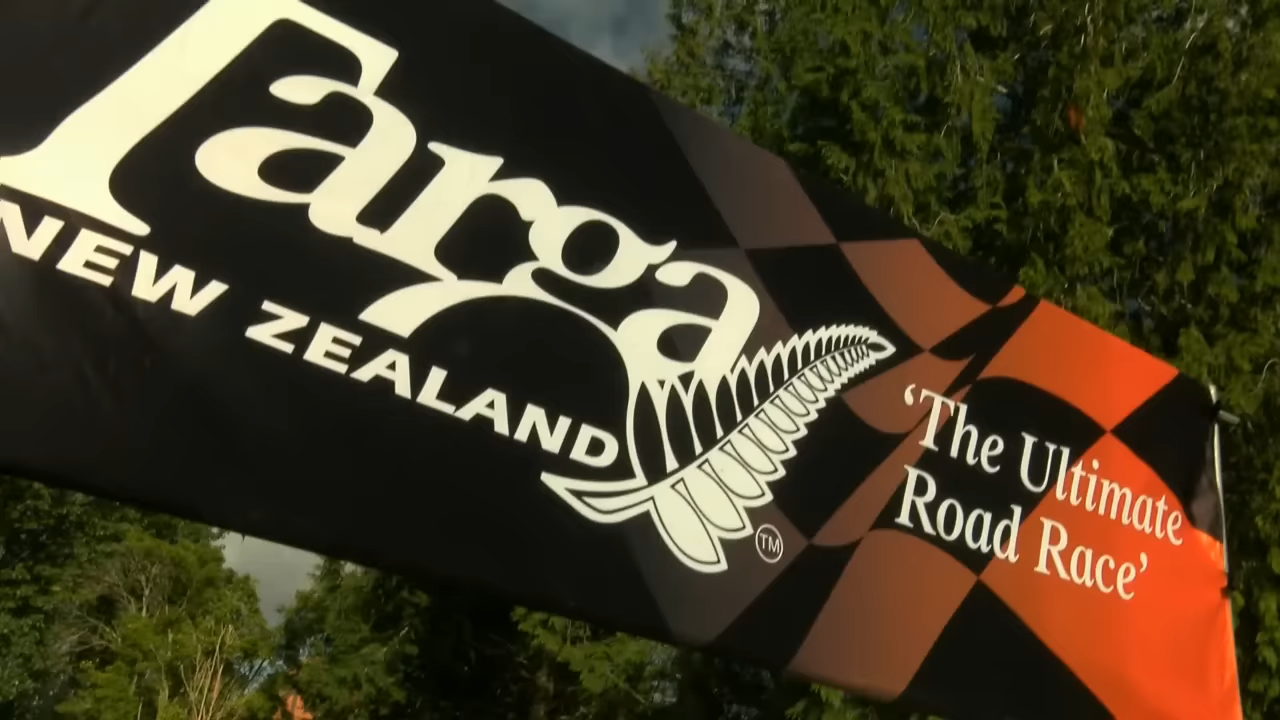 Targa
NEW ZEALAND
TM
‘The Ultimate
Road Race’